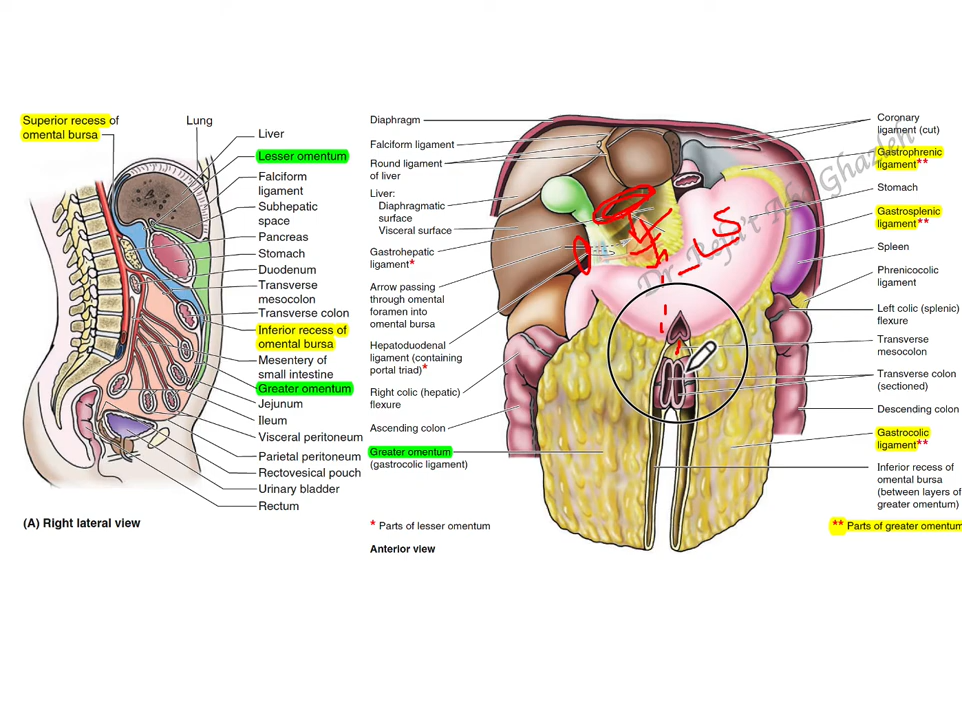 Superior recess of
omental bursa
Lung
Liver
Lesser omentum
Falciform
ligament
Subhepatic
space
Pancreas
Stomach
Duodenum
Transverse
mesocolon
Transverse colon
Inferior recess of
omental bursa
Mesentery of
small intestine
Greater omentum
Jejunum
Ileum
Visceral peritoneum
Parietal peritoneum
Rectovesical pouch
Urinary bladder
Rectum
(A) Right lateral view
Diaphragm
Falciform ligament
Round ligament
of liver
Liver:
Diaphragmatic
surface
Visceral surface
Gastrohepatic
ligament*
Arrow passing
through omental
foramen into
omental bursa
Hepatoduodenal
ligament (containing
portal triad)*
Right colic (hepatic)
flexure
Ascending colon
Greater omentum
(gastrocolic ligament)
* Parts of lesser omentum
Anterior view
Coronary
ligament (cut)
Gastrophrenic
ligament**
Stomach
Gastrosplenic
ligament**
Spleen
Phrenicocolic
ligament
Left colic (splenic)
flexure
Transverse
mesocolon
Transverse colon
(sectioned)
Descending colon
Gastrocolic
ligament**
Inferior recess of
omental bursa
(between layers of
greater omentum)
** Parts of greater omentum
Dr. Refa't Abu Ghazleh